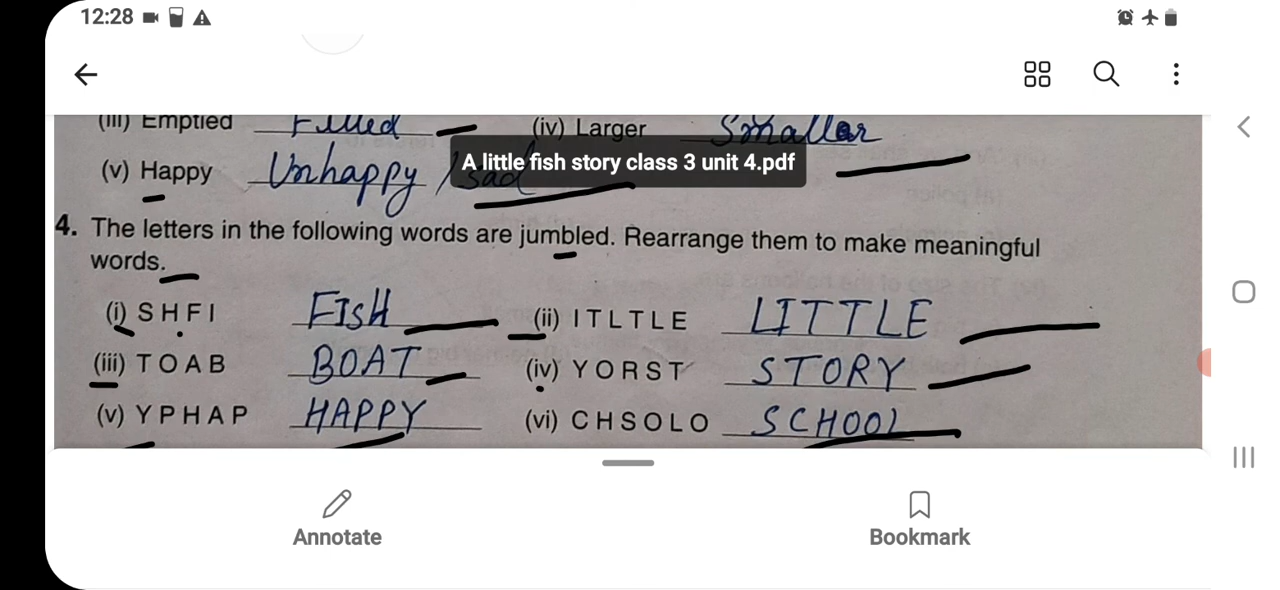 12:28
(iii) Emptied Filled (iv) Larger Smaller
A little fish story class 3 unit 4.pdf
(v) Happy Unhappy / sad
4. The letters in the following words are jumbled. Rearrange them to make meaningful
words.
(i) S H F I FISH (ii) I T L T L E LITTLE
(iii) T O A B BOAT (iv) Y O R S T STORY
(v) Y P H A P HAPPY (vi) C H S O L O SCHOOL
Annotate Bookmark